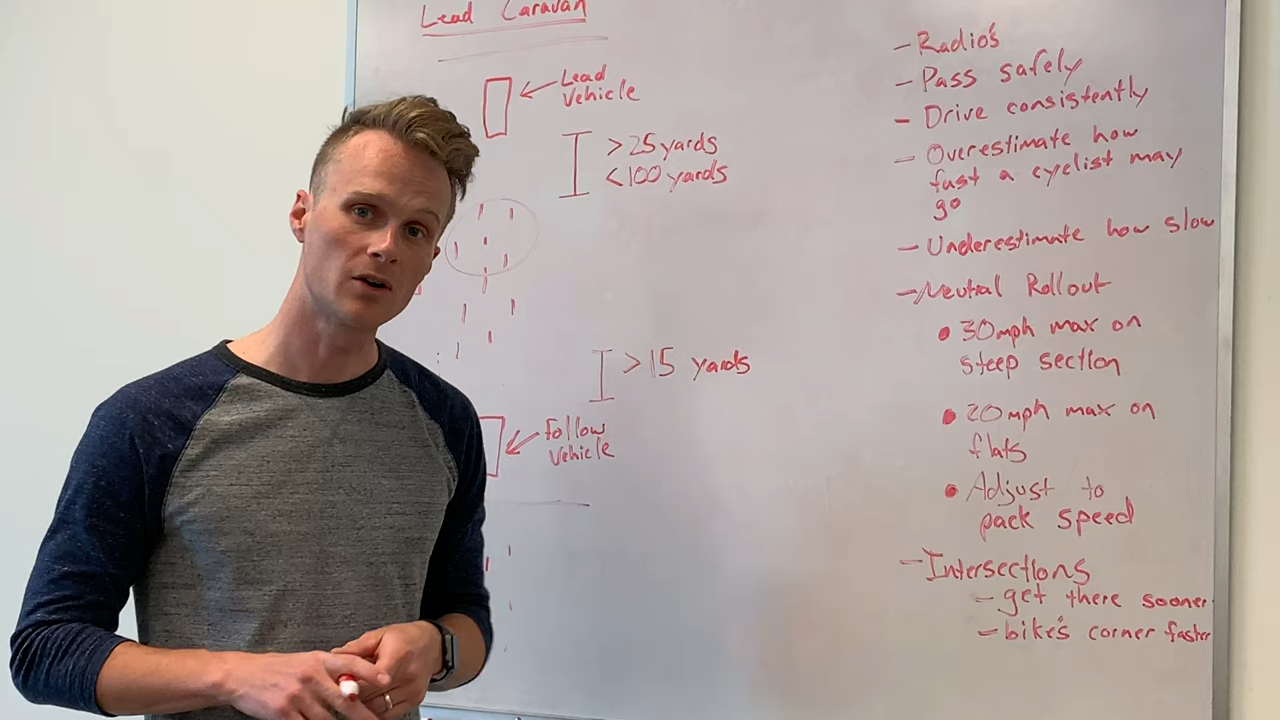 Lead Caravan
Lead
Vehicle
>25 yards
<100 yards
>15 yards
Follow
Vehicle
- Radio's
- Pass safely
- Drive consistently
- Overestimate how
fast a cyclist may
go
- Underestimate how slow
- Neutral Rollout
• 30mph max on
steep section
• 20mph max on
flats
• Adjust to
pack speed
- Intersections
- get there sooner
- bike's corner faster